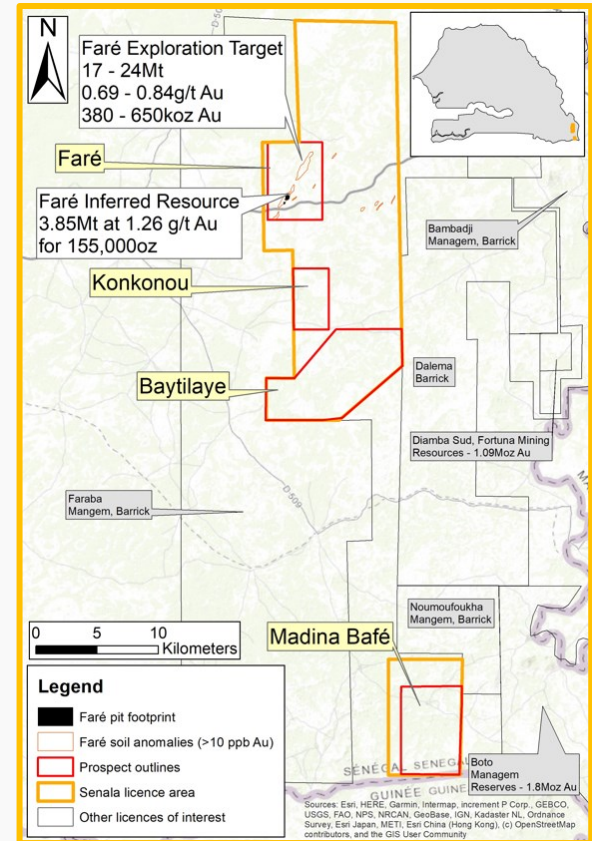 N
Faré Exploration Target
17 - 24Mt
0.69 - 0.84g/t Au
380 - 650koz Au
Faré
Faré Inferred Resource
3.85Mt at 1.26 g/t Au
for 155,000oz
Bambadji
Managem, Barrick
Konkonou
Baytilaye
Dalema
Barrick
Diamba Sud, Fortuna Mining
Resources - 1.09Moz Au
Faraba
Mangem, Barrick
D 509
Noumoufoukha
Mangem, Barrick
0 5 10
Kilometers
Madina Bafé
Legend
Faré pit footprint
Faré soil anomalies (>10 ppb Au)
Prospect outlines
Senala licence area
Other licences of interest
Boto
Managem
Reserves - 1.8Moz Au
SÉNÉGAL SENEGAL
GUINÉE GUINE
Sources: Esri, HERE, Garmin, Intermap, increment P Corp., GEBCO,
USGS, FAO, NPS, NRCAN, GeoBase, IGN, Kadaster NL, Ordnance
Survey, Esri Japan, METI, Esri China (Hong Kong), (c) OpenStreetMap
contributors, and the GIS User Community